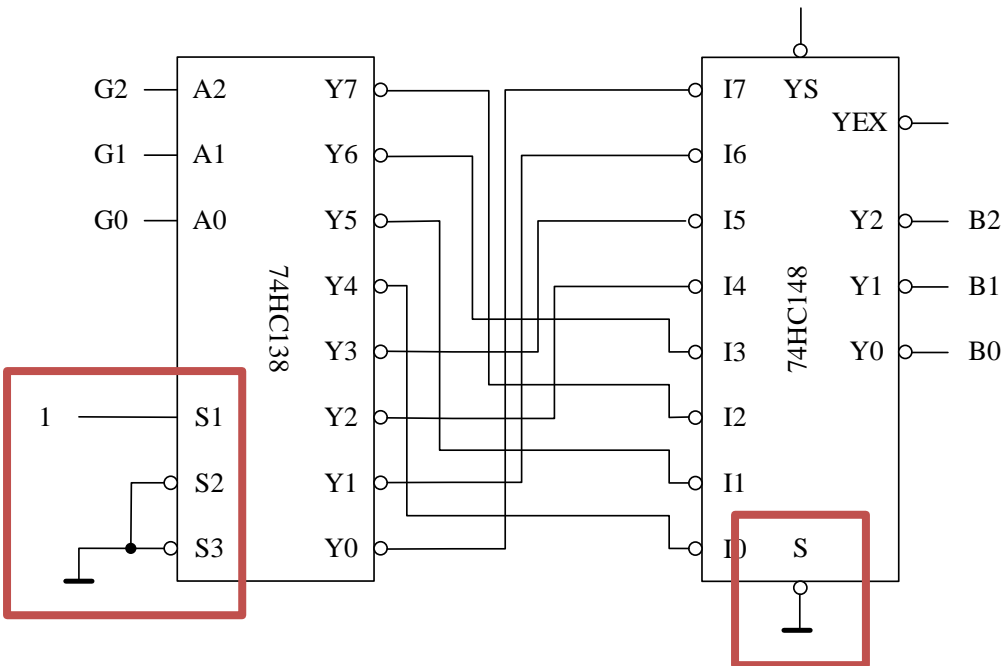 G2 A2 Y7 I7 YS
YEX
G1 A1 Y6 I6
G0 A0 Y5 I5 Y2 B2
Y4 I4 Y1 B1
74HC138
74HC148
Y3 I3 Y0 B0
1 S1 Y2 I2
S2 Y1 I1
S3 Y0 I0 S